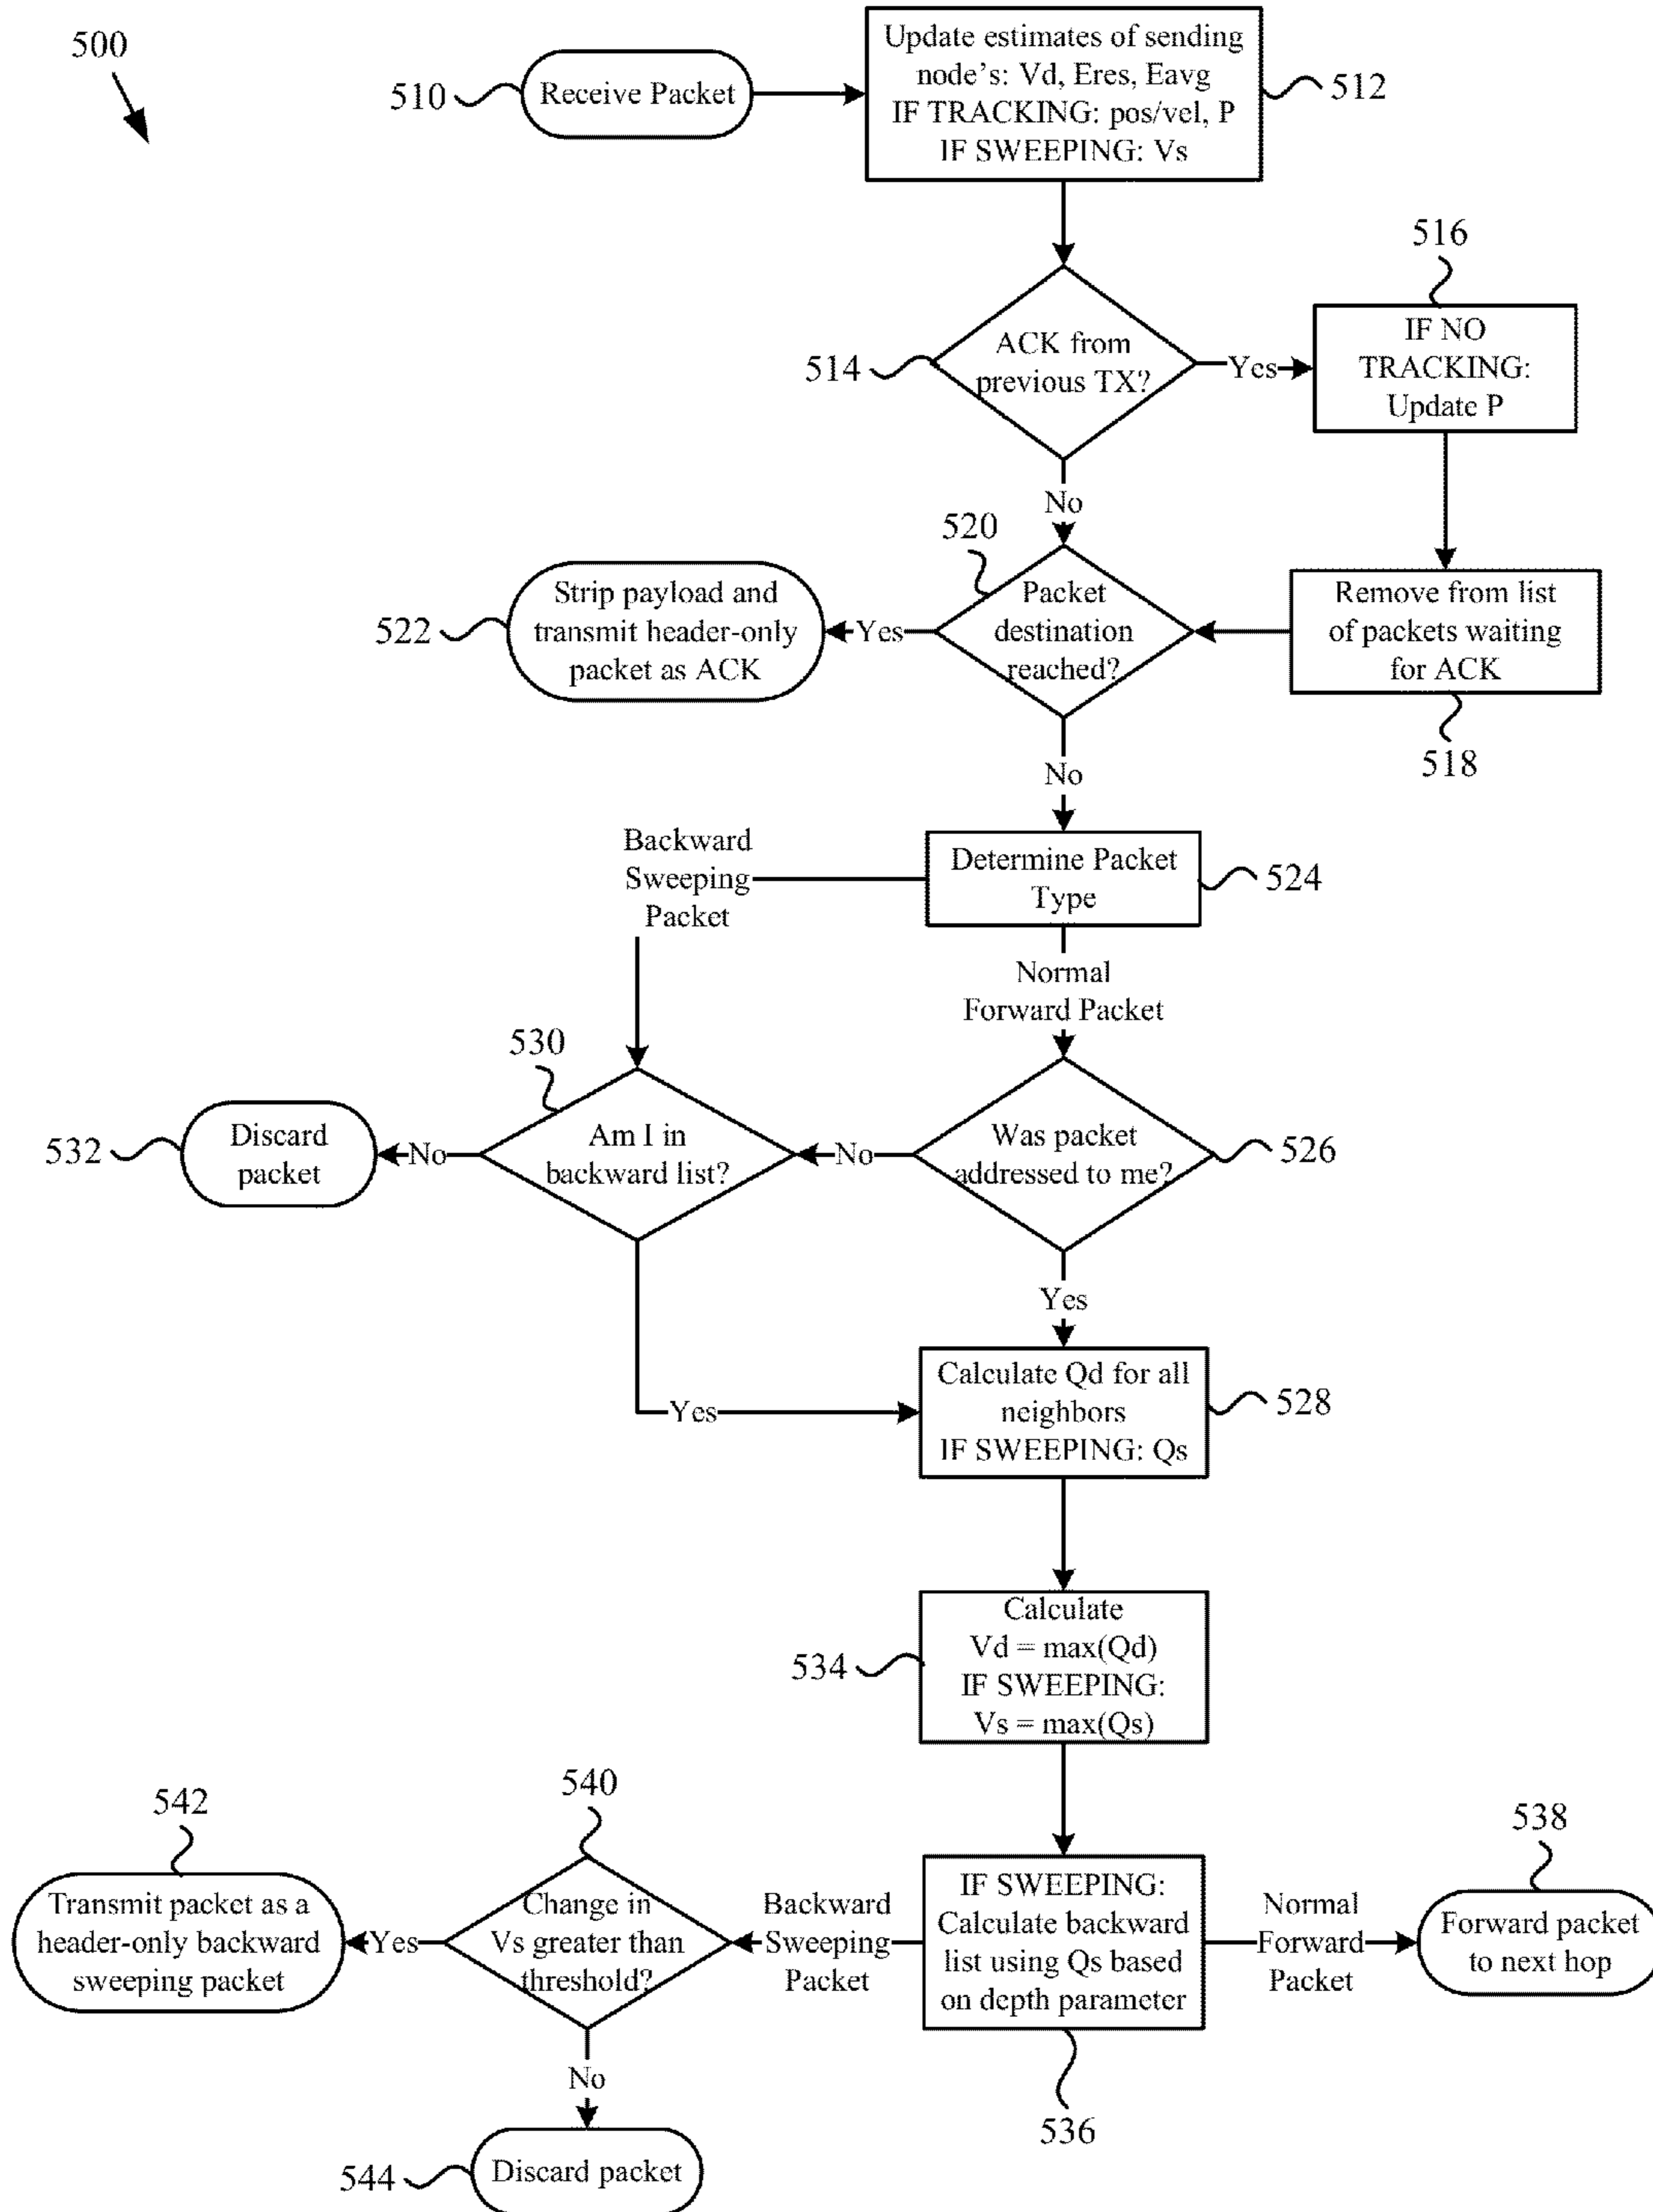 500
510
Receive Packet
Update estimates of sending
node's: Vd, Eres, Eavg
IF TRACKING: pos/vel, P
IF SWEEPING: Vs
512
514
ACK from
previous TX?
Yes
516
IF NO
TRACKING:
Update P
No
520
522
Strip payload and
transmit header-only
packet as ACK
Yes
Packet
destination
reached?
Remove from list
of packets waiting
for ACK
518
No
Backward
Sweeping
Packet
Determine Packet
Type
524
Normal
Forward Packet
530
532
Discard
packet
No
Am I in
backward list?
No
Was packet
addressed to me?
526
Yes
Yes
Calculate Qd for all
neighbors
IF SWEEPING: Qs
528
534
Calculate
Vd = max(Qd)
IF SWEEPING:
Vs = max(Qs)
542
540
538
Transmit packet as a
header-only backward
sweeping packet
Yes
Change in
Vs greater than
threshold?
Backward
Sweeping
Packet
IF SWEEPING:
Calculate backward
list using Qs based
on depth parameter
Normal
Forward
Packet
Forward packet
to next hop
536
No
544
Discard packet